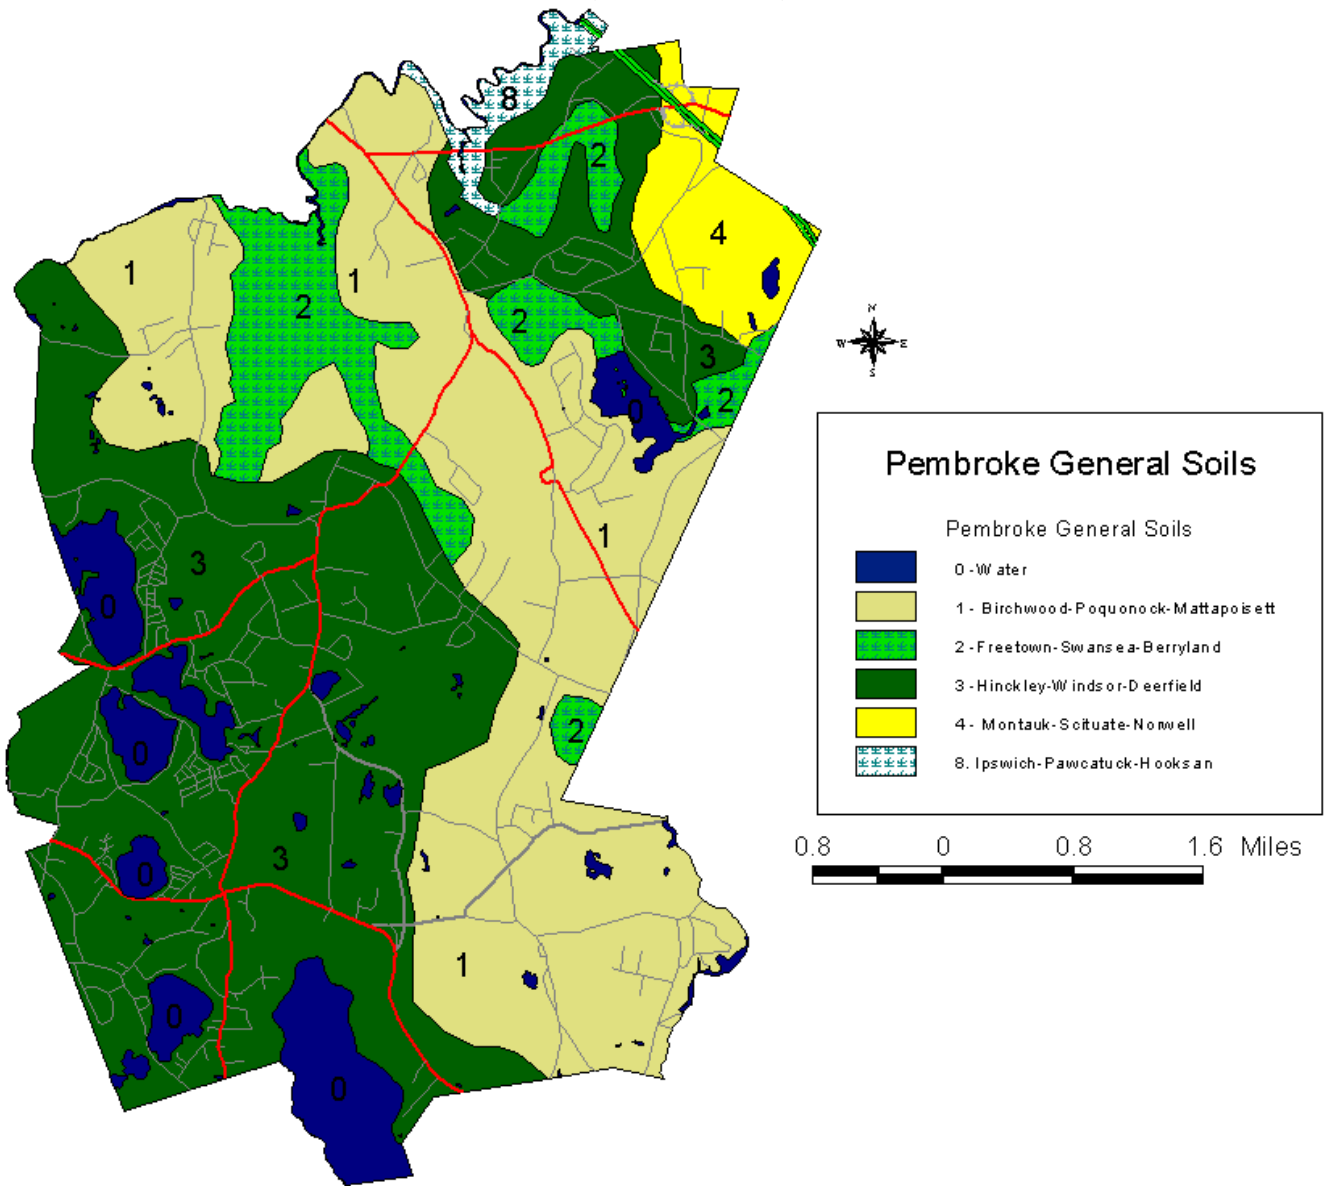 8
2
4
1
2
1
2
3
0
2
1
3
0
2
0
3
0
1
0
0
N
W E
S
Pembroke General Soils
Pembroke General Soils
0 - Water
1 - Birchwood-Poquonock-Mattapoisett
2 - Freetown-Swansea-Berryland
3 - Hinckley-Windsor-Deerfield
4 - Montauk-Scituate-Norwell
8. Ipswich-Pawcatuck-Hooksan
0.8 0 0.8 1.6 Miles